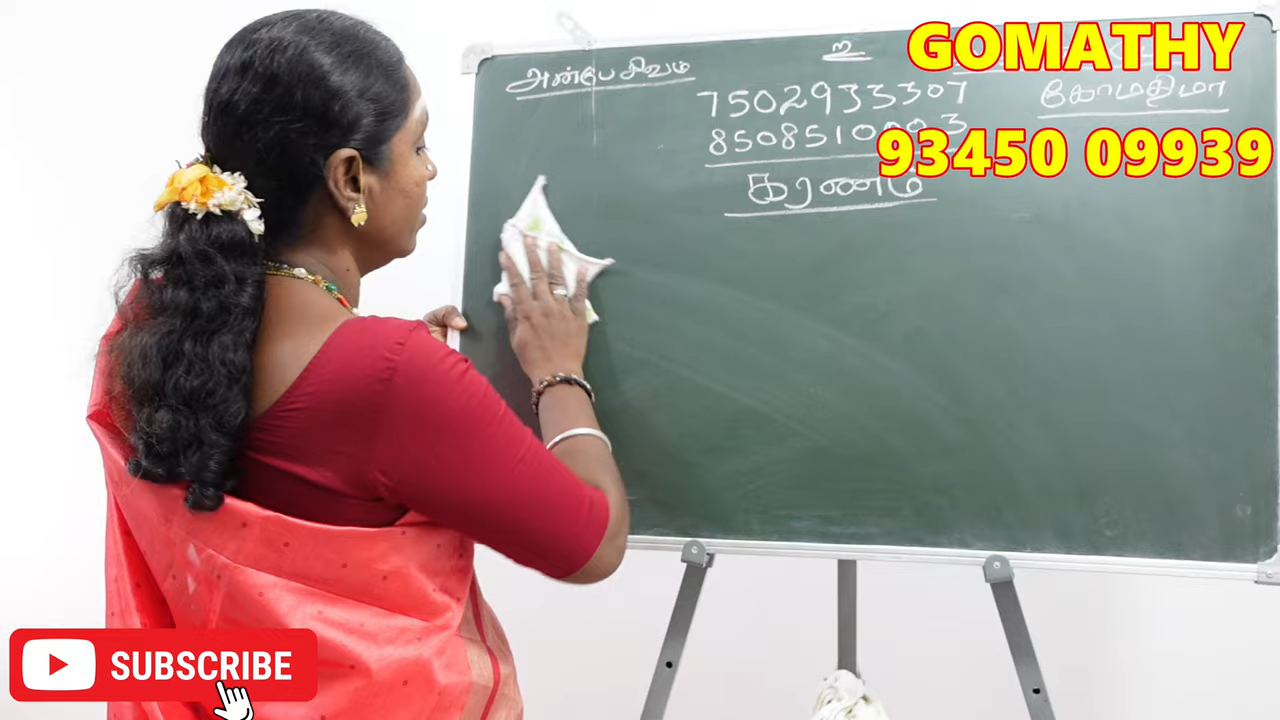 உ
GOMATHY
அன்பே சிவம்
7502933307
கோமதிமா
93450 09939
கரணம்
SUBSCRIBE